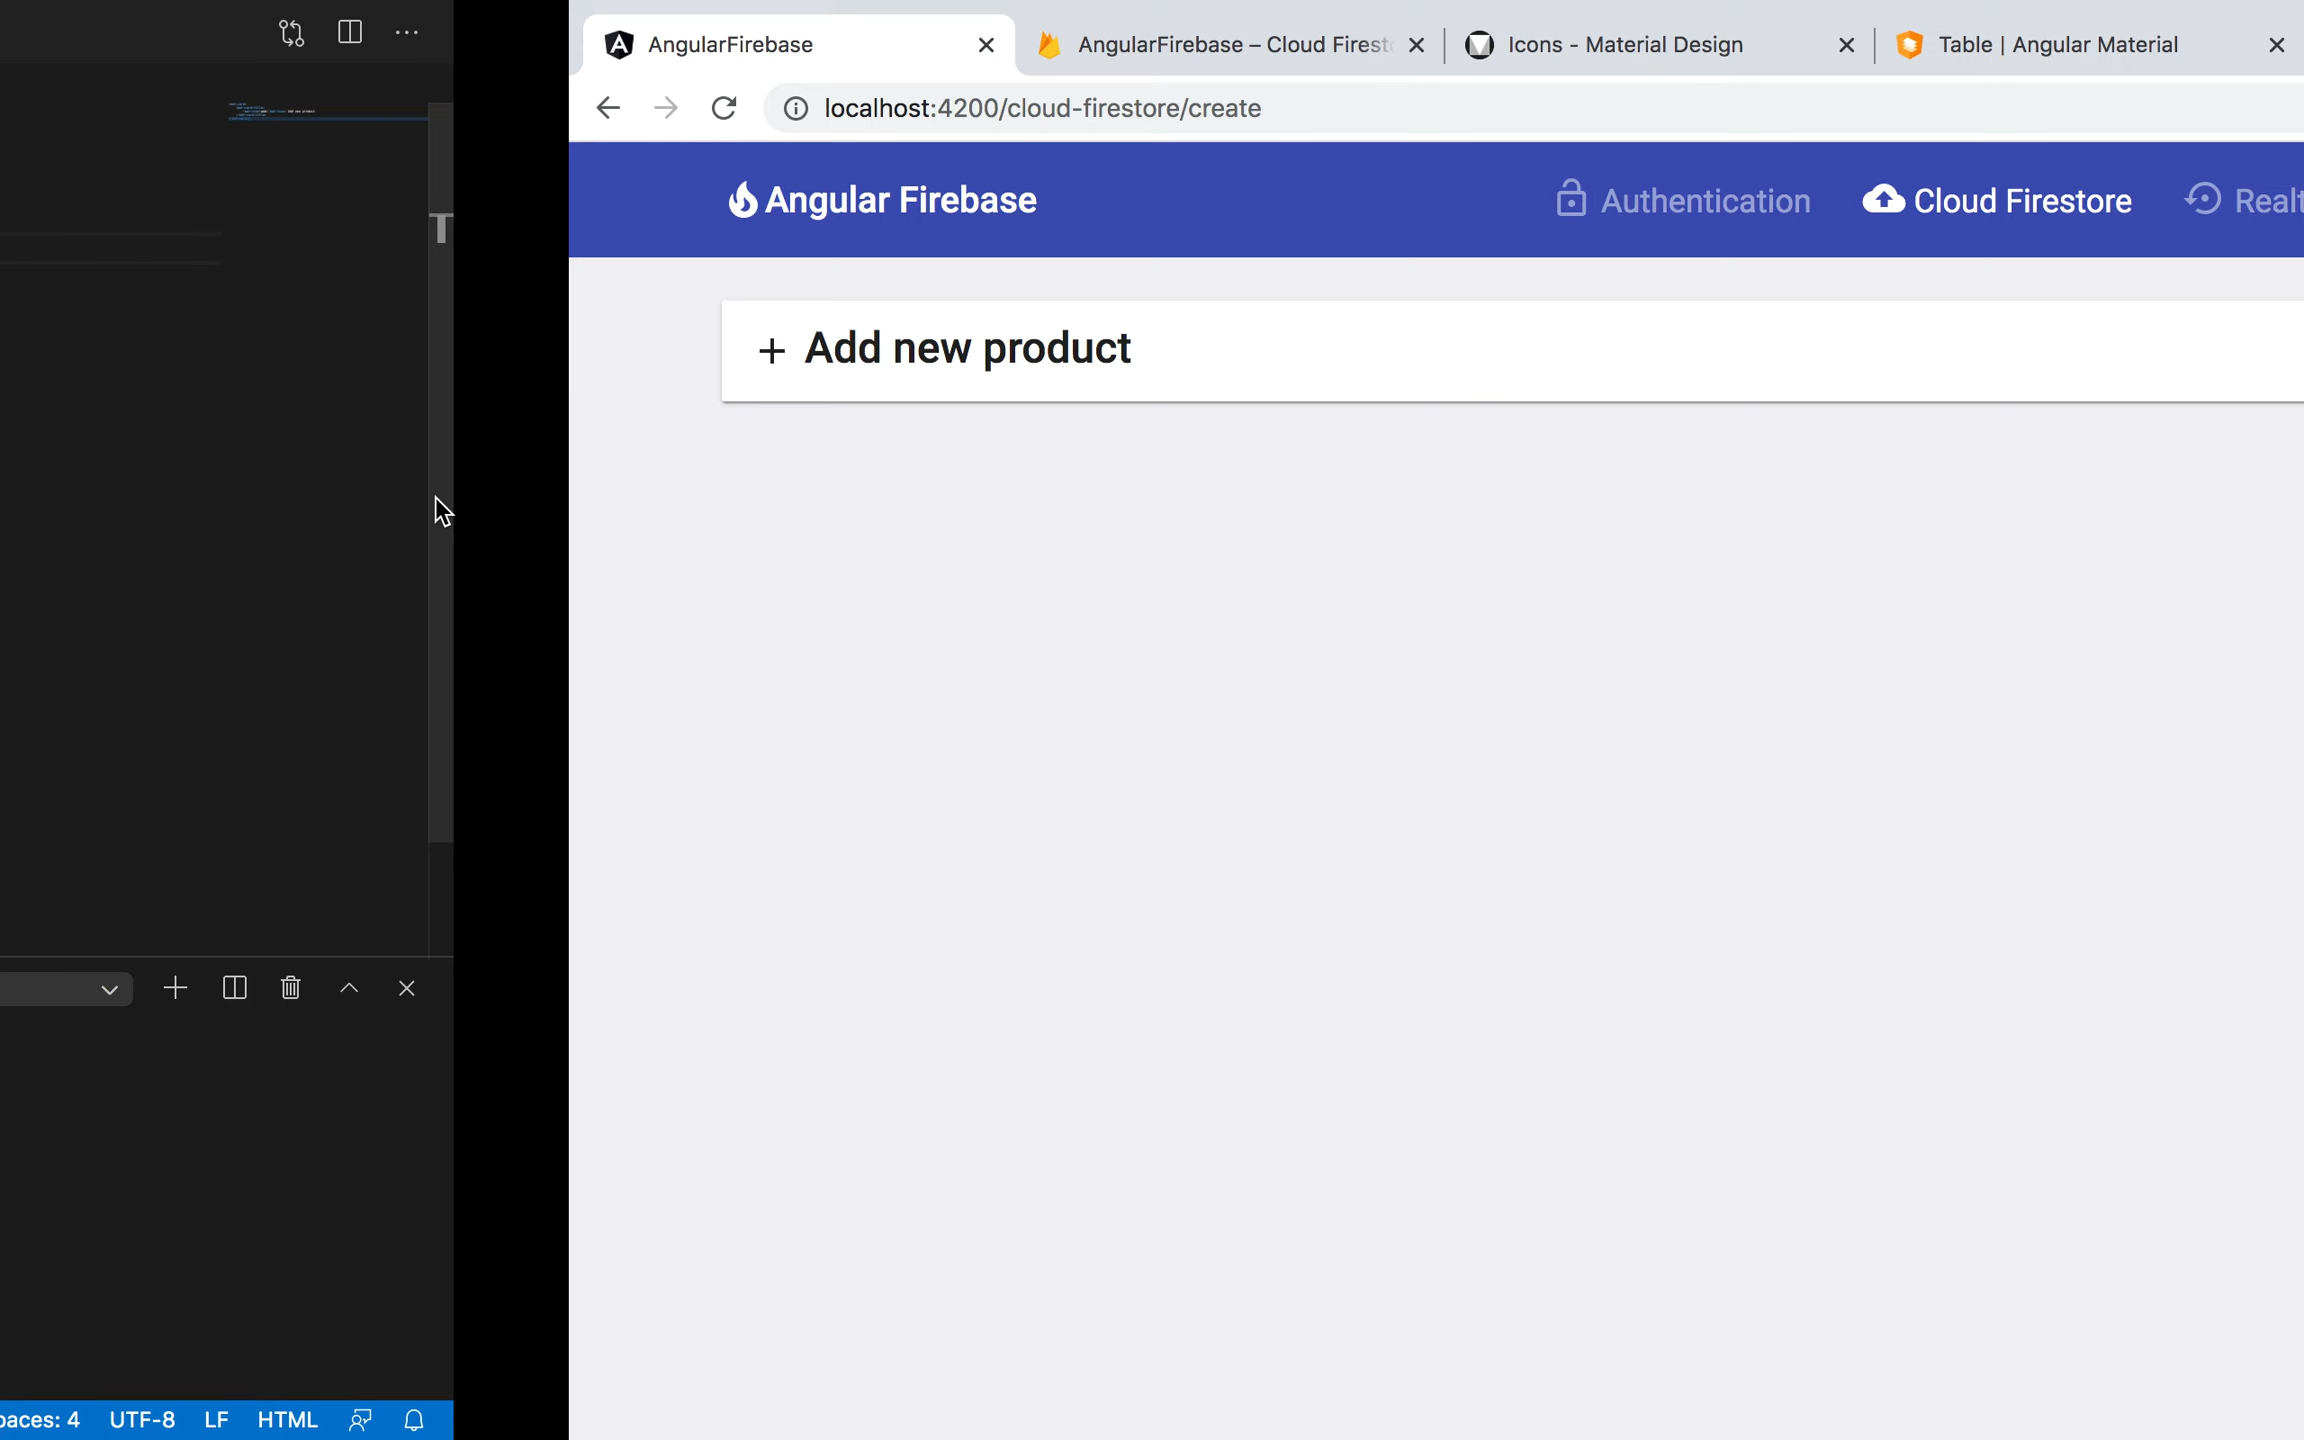 AngularFirebase
AngularFirebase – Cloud Firest
Icons - Material Design
Table | Angular Material
localhost:4200/cloud-firestore/create
Angular Firebase
Authentication
Cloud Firestore
Realt
+ Add new product
paces: 4
UTF-8
LF
HTML